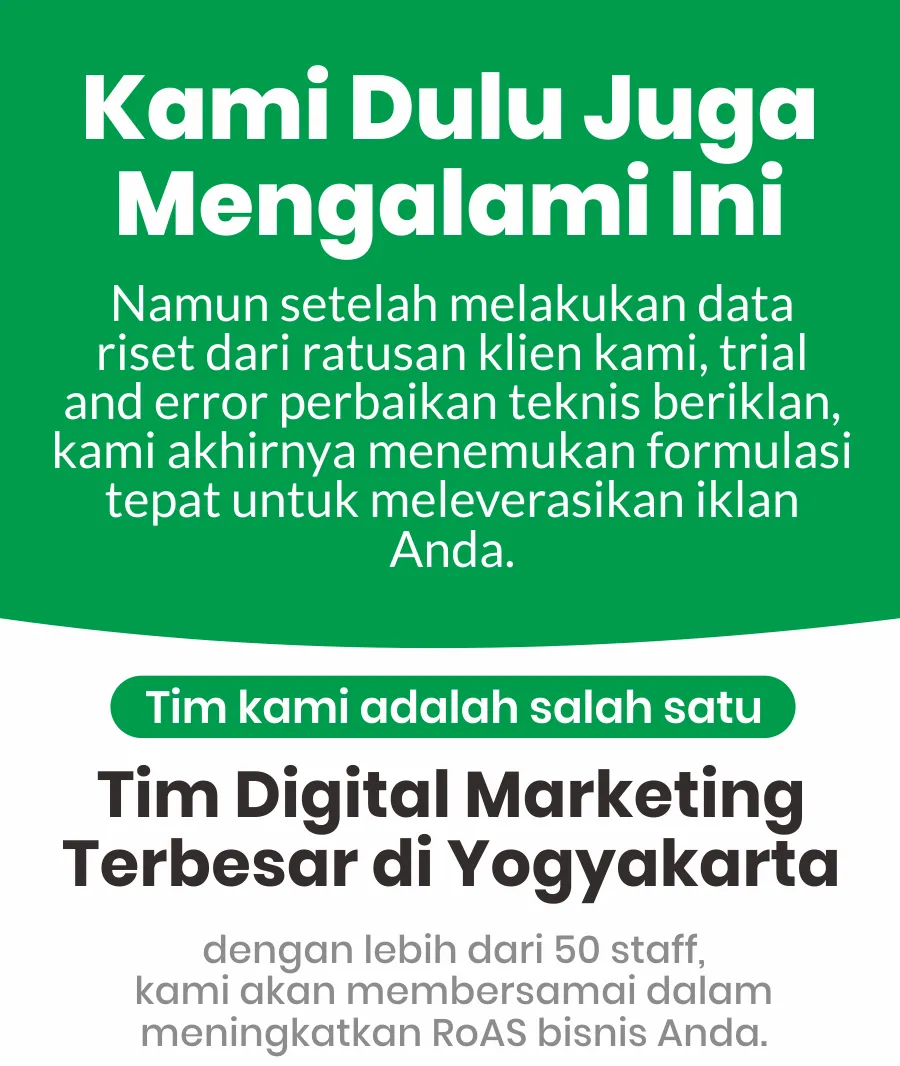 Kami Dulu Juga
Mengalami Ini
Namun setelah melakukan data
riset dari ratusan klien kami, trial
and error perbaikan teknis beriklan,
kami akhirnya menemukan formulasi
tepat untuk meleverasikan iklan
Anda.
Tim kami adalah salah satu
Tim Digital Marketing
Terbesar di Yogyakarta
dengan lebih dari 50 staff,
kami akan membersamai dalam
meningkatkan RoAS bisnis Anda.